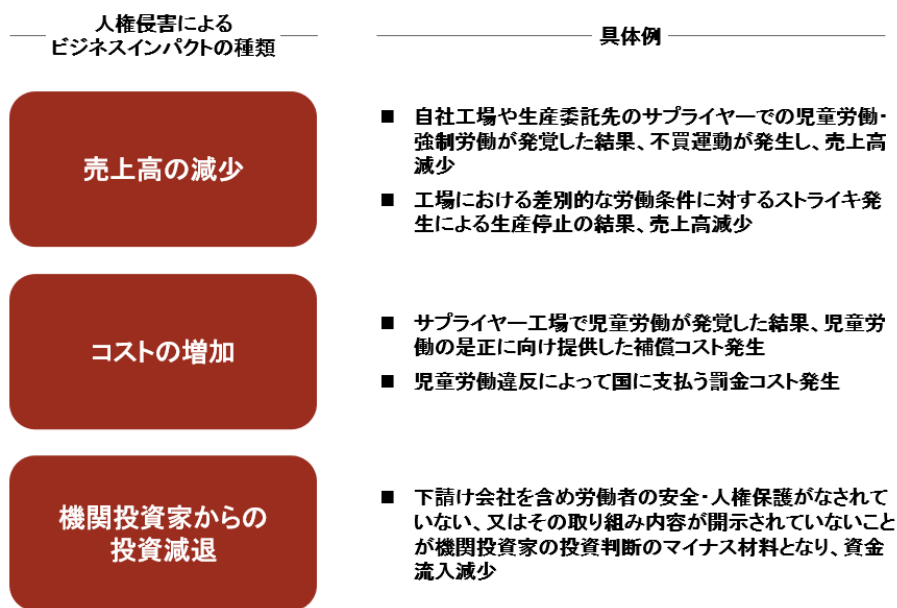 人権侵害による
ビジネスインパクトの種類
具体例
売上高の減少
■ 自社工場や生産委託先のサプライヤーでの児童労働・
強制労働が発覚した結果、不買運動が発生し、売上高
減少
■ 工場における差別的な労働条件に対するストライキ発
生による生産停止の結果、売上高減少
コストの増加
■ サプライヤー工場で児童労働が発覚した結果、児童労
働の是正に向け提供した補償コスト発生
■ 児童労働違反によって国に支払う罰金コスト発生
機関投資家からの
投資減退
■ 下請け会社を含め労働者の安全・人権保護がなされて
いない、又はその取り組み内容が開示されていないこと
が機関投資家の投資判断のマイナス材料となり、資金
流入減少